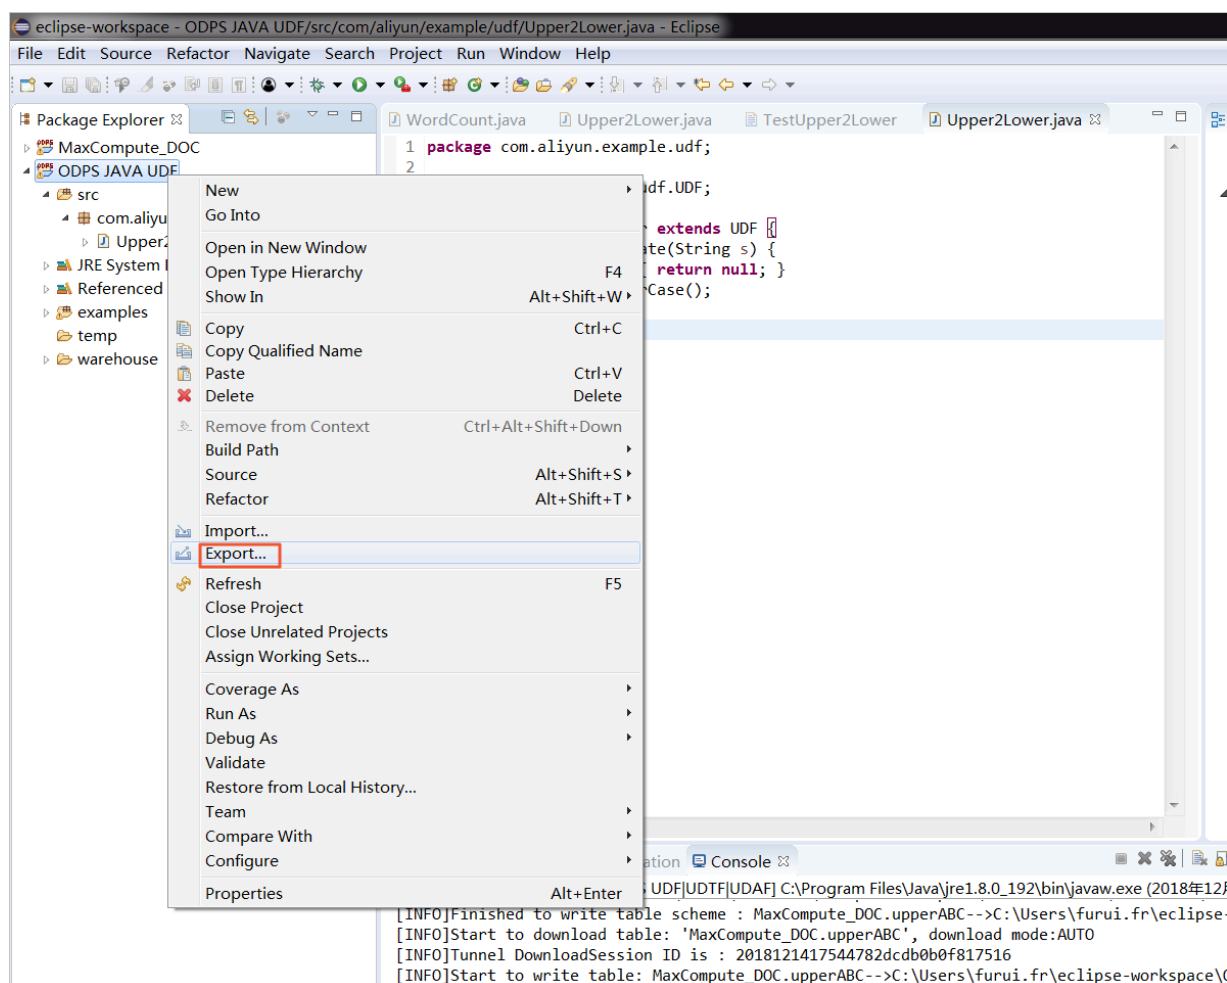 eclipse-workspace - ODPS JAVA UDF/src/com/aliyun/example/udf/Upper2Lower.java - Eclipse
File Edit Source Refactor Navigate Search Project Run Window Help
Package Explorer
WordCount.java Upper2Lower.java TestUpper2Lower Upper2Lower.java
MaxCompute_DOC
ODPS JAVA UDF
src
com.aliyu
Upper2
JRE System
Referenced
examples
temp
warehouse
New
Go Into
Open in New Window
Open Type Hierarchy F4
Show In Alt+Shift+W
Copy Ctrl+C
Copy Qualified Name
Paste Ctrl+V
Delete Delete
Remove from Context Ctrl+Alt+Shift+Down
Build Path
Source Alt+Shift+S
Refactor Alt+Shift+T
Import...
Export...
Refresh F5
Close Project
Close Unrelated Projects
Assign Working Sets...
Coverage As
Run As
Debug As
Validate
Restore from Local History...
Team
Compare With
Configure
Properties Alt+Enter
1 package com.aliyun.example.udf;
2
udf.UDF;
r extends UDF {
ate(String s) {
{ return null; }
rCase();
ation Console
UDF|UDTF|UDAF] C:\Program Files\Java\jre1.8.0_192\bin\javaw.exe (2018年12月
[INFO]Finished to write table scheme : MaxCompute_DOC.upperABC-->C:\Users\furui.fr\eclipse-
[INFO]Start to download table: 'MaxCompute_DOC.upperABC', download mode:AUTO
[INFO]Tunnel DownloadSession ID is : 2018121417544782dcdb0b0f817516
[INFO]Start to write table: MaxCompute_DOC.upperABC-->C:\Users\furui.fr\eclipse-workspace\